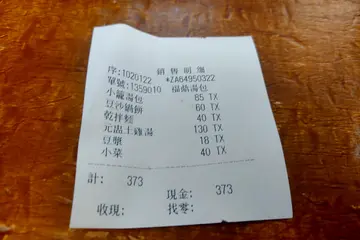 銷售明細
序:1020122 *ZA64950322
單號:1359010 福鼎湯包
小籠湯包 85 TX
豆沙鍋餅 60 TX
乾拌麵 40 TX
元盅土雞湯 130 TX
豆漿 18 TX
小菜 40 TX
計: 373
現金: 373
收現: 找零: